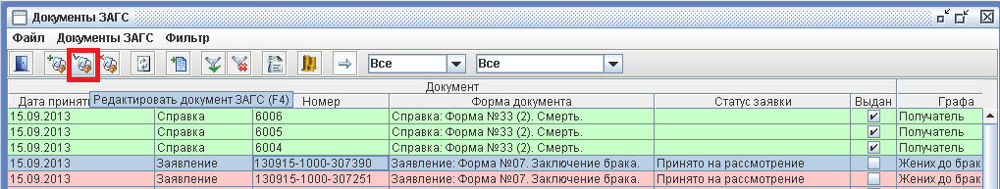 Документы ЗАГС
Файл Документы ЗАГС Фильтр
Все Все
Документ
Дата принят Номер Форма документа Статус заявки Выдан Графа
Редактировать документ ЗАГС (F4)
15.09.2013 Справка 6006 Справка: Форма №33 (2). Смерть. Получатель
15.09.2013 Справка 6005 Справка: Форма №33 (2). Смерть. Получатель
15.09.2013 Справка 6004 Справка: Форма №33 (2). Смерть. Получатель
15.09.2013 Заявление 130915-1000-307390 Заявление: Форма №07. Заключение брака. Принято на рассмотрение Жених до брак
15.09.2013 Заявление 130915-1000-307251 Заявление: Форма №07. Заключение брака. Принято на рассмотрение Жених до брак